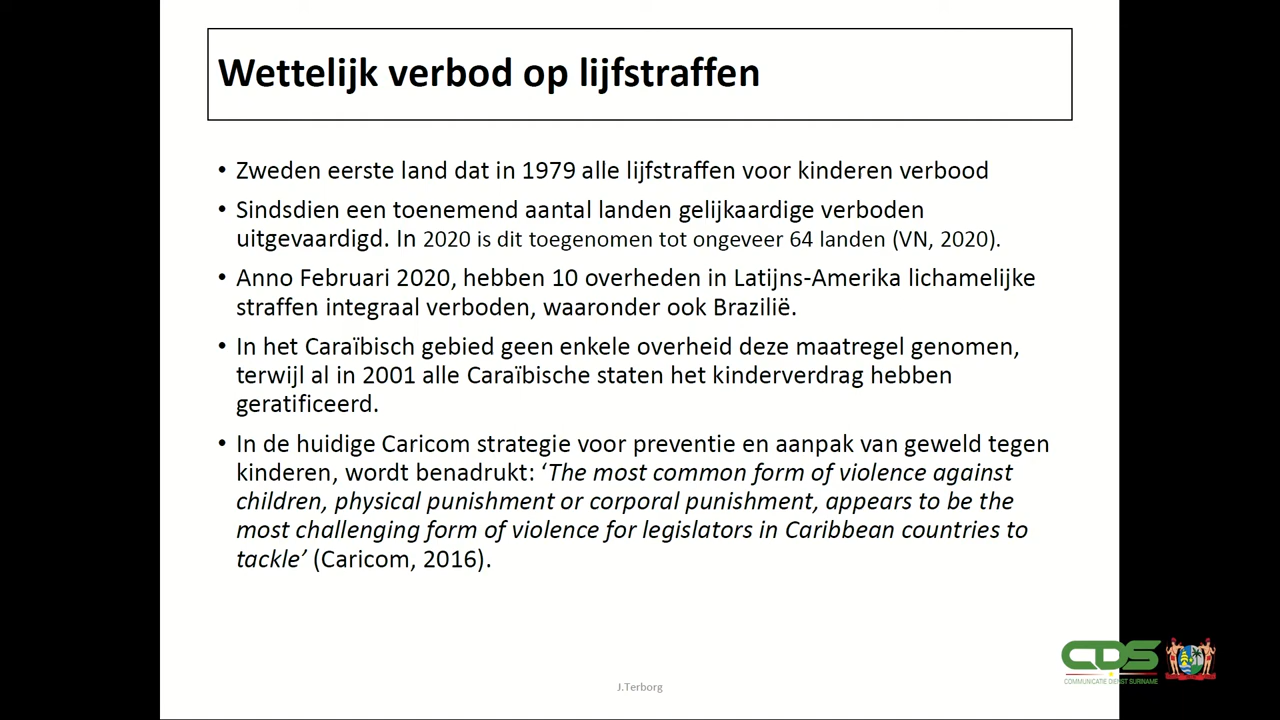 Wettelijk verbod op lijfstraffen
• Zweden eerste land dat in 1979 alle lijfstraffen voor kinderen verbood
• Sindsdien een toenemend aantal landen gelijkaardige verboden
uitgevaardigd. In 2020 is dit toegenomen tot ongeveer 64 landen (VN, 2020).
• Anno Februari 2020, hebben 10 overheden in Latijns-Amerika lichamelijke
straffen integraal verboden, waaronder ook Brazilië.
• In het Caraïbisch gebied geen enkele overheid deze maatregel genomen,
terwijl al in 2001 alle Caraïbische staten het kinderverdrag hebben
geratificeerd.
• In de huidige Caricom strategie voor preventie en aanpak van geweld tegen
kinderen, wordt benadrukt: ‘The most common form of violence against
children, physical punishment or corporal punishment, appears to be the
most challenging form of violence for legislators in Caribbean countries to
tackle’ (Caricom, 2016).
CDS
COMMUNICATIE DIENST SURINAME
J.Terborg